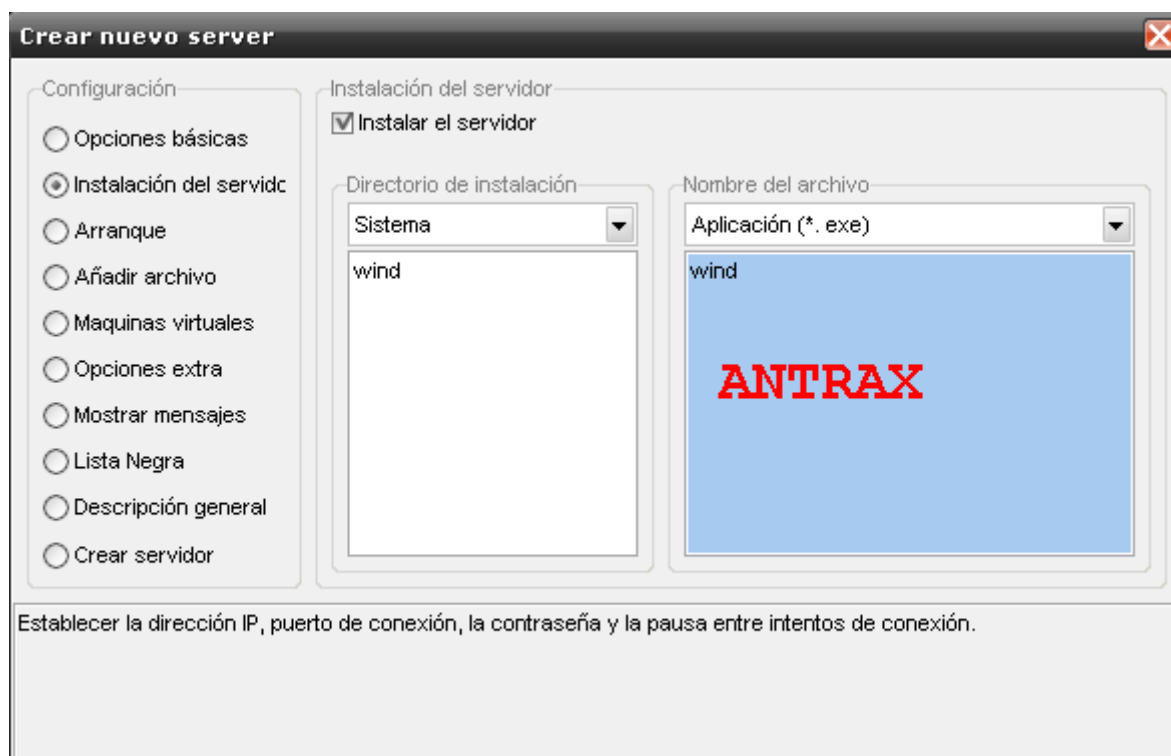 Crear nuevo server
Configuración
Opciones básicas
Instalación del servidc
Arranque
Añadir archivo
Maquinas virtuales
Opciones extra
Mostrar mensajes
Lista Negra
Descripción general
Crear servidor
Instalación del servidor
Instalar el servidor
Directorio de instalación
Sistema
wind
Nombre del archivo
Aplicación (*. exe)
wind
ANTRAX
Establecer la dirección IP, puerto de conexión, la contraseña y la pausa entre intentos de conexión.